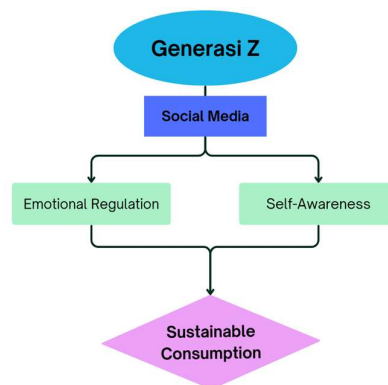 Generasi Z
Social Media
Emotional Regulation
Self-Awareness
Sustainable
Consumption